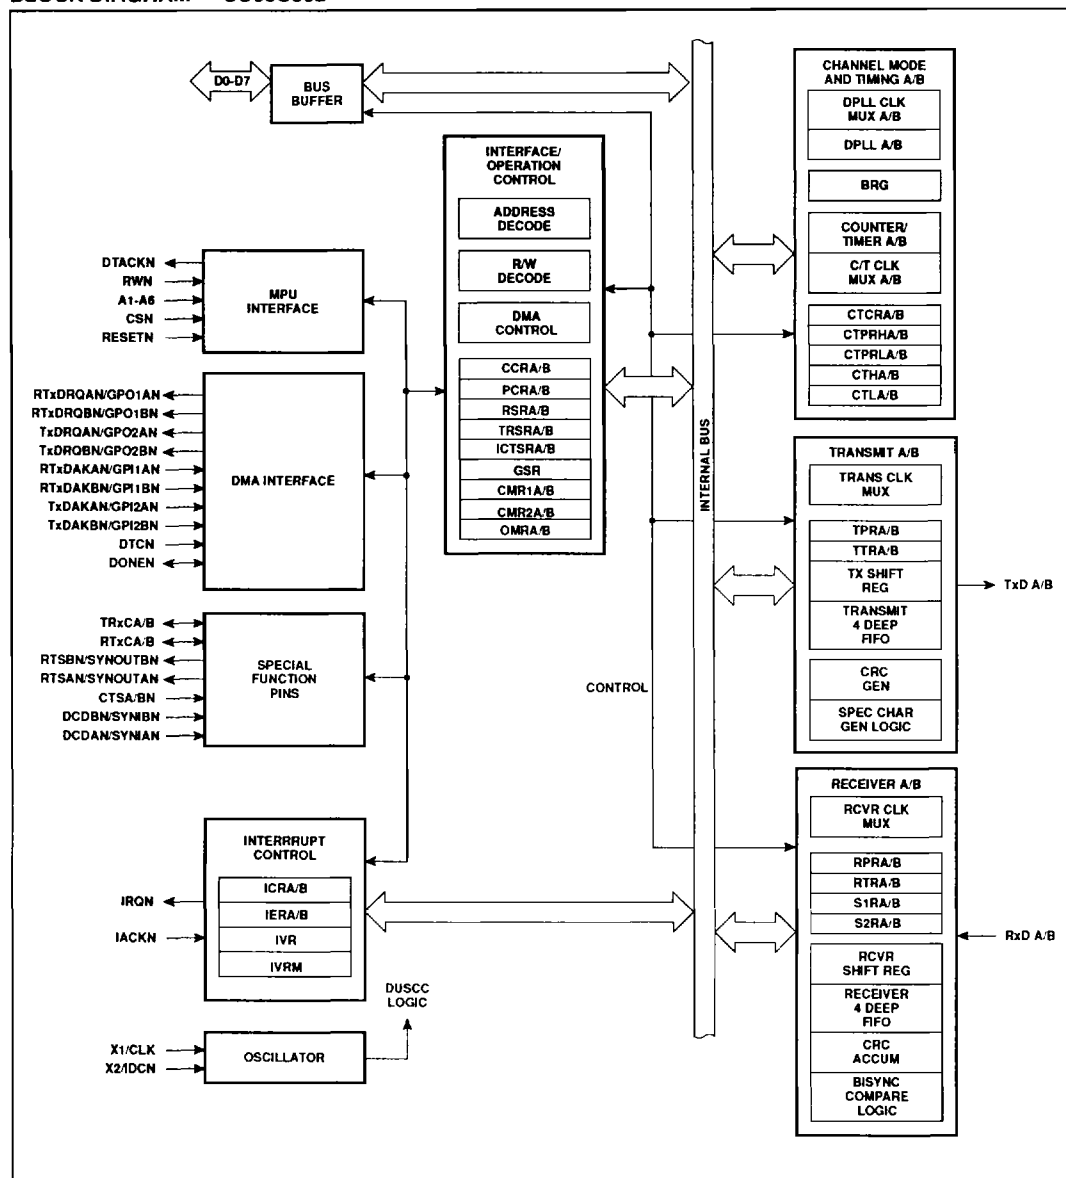 D0-D7
BUS
BUFFER
INTERFACE/
OPERATION
CONTROL
ADDRESS
DECODE
R/W
DECODE
DMA
CONTROL
CCRA/B
PCRA/B
RSRA/B
TRSRA/B
ICTSRA/B
GSR
CMR1A/B
CMR2A/B
OMRA/B
DTACKN
RWN
A1-A6
CSN
RESETN
MPU
INTERFACE
RTxDRQAN/GPO1AN
RTxDRQBN/GPO1BN
TxDRQAN/GPO2AN
TxDRQBN/GPO2BN
RTxDAKAN/GPI1AN
RTxDAKBN/GPI1BN
TxDAKAN/GPI2AN
TxDAKBN/GPI2BN
DTCN
DONEN
DMA INTERFACE
TRxCA/B
RTxCA/B
RTSBN/SYNOUTBN
RTSAN/SYNOUTAN
CTSA/BN
DCDBN/SYNIBN
DCDAN/SYNIAN
SPECIAL
FUNCTION
PINS
INTERRRUPT
CONTROL
ICRA/B
IERA/B
IVR
IVRM
IRQN
IACKN
DUSCC
LOGIC
X1/CLK
X2/IDCN
OSCILLATOR
CONTROL
INTERNAL BUS
CHANNEL MODE
AND TIMING A/B
DPLL CLK
MUX A/B
DPLL A/B
BRG
COUNTER/
TIMER A/B
C/T CLK
MUX A/B
CTCRA/B
CTPRHA/B
CTPRLA/B
CTHA/B
CTLA/B
TRANSMIT A/B
TRANS CLK
MUX
TPRA/B
TTRA/B
TX SHIFT
REG
TRANSMIT
4 DEEP
FIFO
CRC
GEN
SPEC CHAR
GEN LOGIC
TxD A/B
RECEIVER A/B
RCVR CLK
MUX
RPRA/B
RTRA/B
S1RA/B
S2RA/B
RCVR
SHIFT REG
RECEIVER
4 DEEP
FIFO
CRC
ACCUM
BISYNC
COMPARE
LOGIC
RxD A/B